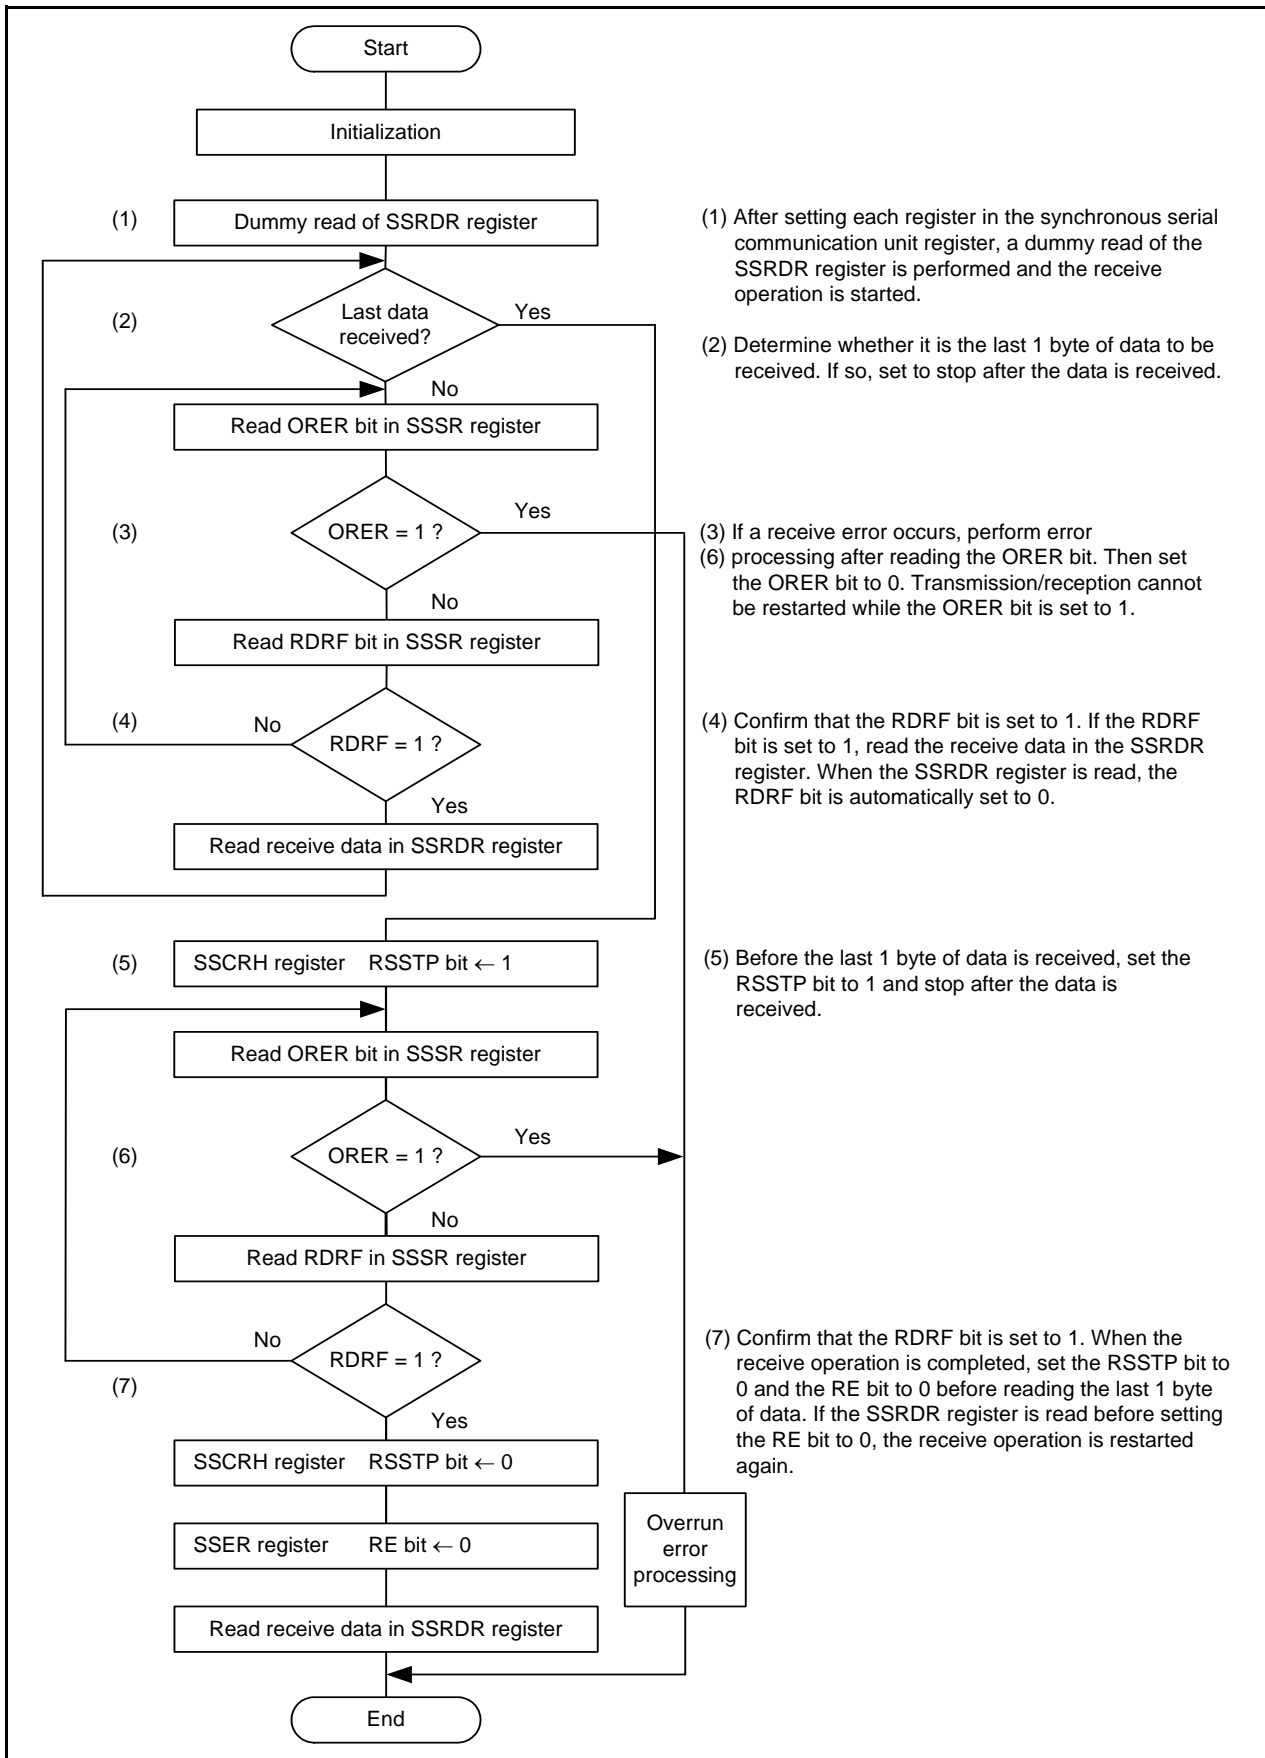 Start
Initialization
(1)
Dummy read of SSRDR register
(2)
Last data
received?
Yes
No
Read ORER bit in SSSR register
(3)
ORER = 1 ?
Yes
No
Read RDRF bit in SSSR register
(4)
No
RDRF = 1 ?
Yes
Read receive data in SSRDR register
(5)
SSCRH register RSSTP bit ← 1
Read ORER bit in SSSR register
(6)
ORER = 1 ?
Yes
No
Read RDRF in SSSR register
No
RDRF = 1 ?
(7)
Yes
SSCRH register RSSTP bit ← 0
SSER register RE bit ← 0
Overrun
error
processing
Read receive data in SSRDR register
End
(1) After setting each register in the synchronous serial
communication unit register, a dummy read of the
SSRDR register is performed and the receive
operation is started.
(2) Determine whether it is the last 1 byte of data to be
received. If so, set to stop after the data is received.
(3) If a receive error occurs, perform error
(6) processing after reading the ORER bit. Then set
the ORER bit to 0. Transmission/reception cannot
be restarted while the ORER bit is set to 1.
(4) Confirm that the RDRF bit is set to 1. If the RDRF
bit is set to 1, read the receive data in the SSRDR
register. When the SSRDR register is read, the
RDRF bit is automatically set to 0.
(5) Before the last 1 byte of data is received, set the
RSSTP bit to 1 and stop after the data is
received.
(7) Confirm that the RDRF bit is set to 1. When the
receive operation is completed, set the RSSTP bit to
0 and the RE bit to 0 before reading the last 1 byte
of data. If the SSRDR register is read before setting
the RE bit to 0, the receive operation is restarted
again.